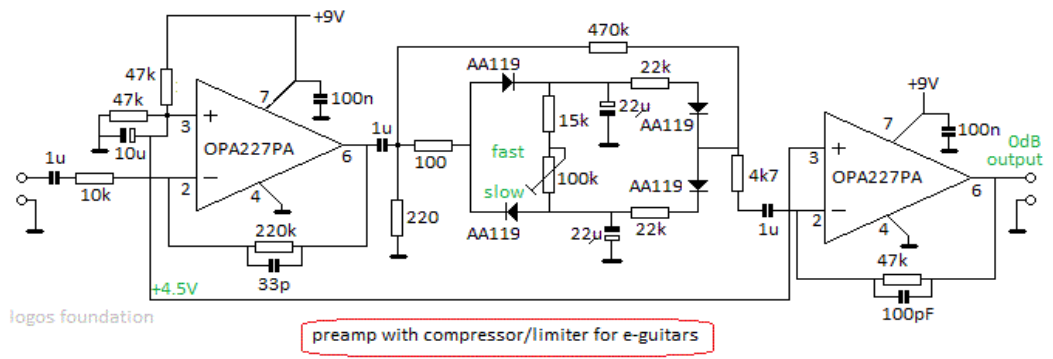 +9V
470k
AA119
22k
47k
47k
7
100n
+9V
3
+
10u
OPA227PA
6
1u
100
15k
22µ
AA119
fast
1u
10k
2
−
4
slow
100k
AA119
4k7
220
AA119
22µ
22k
1u
7
100n
0dB
output
3
+
OPA227PA
6
2
−
4
220k
33p
47k
100pF
+4.5V
logos foundation
preamp with compressor/limiter for e-guitars